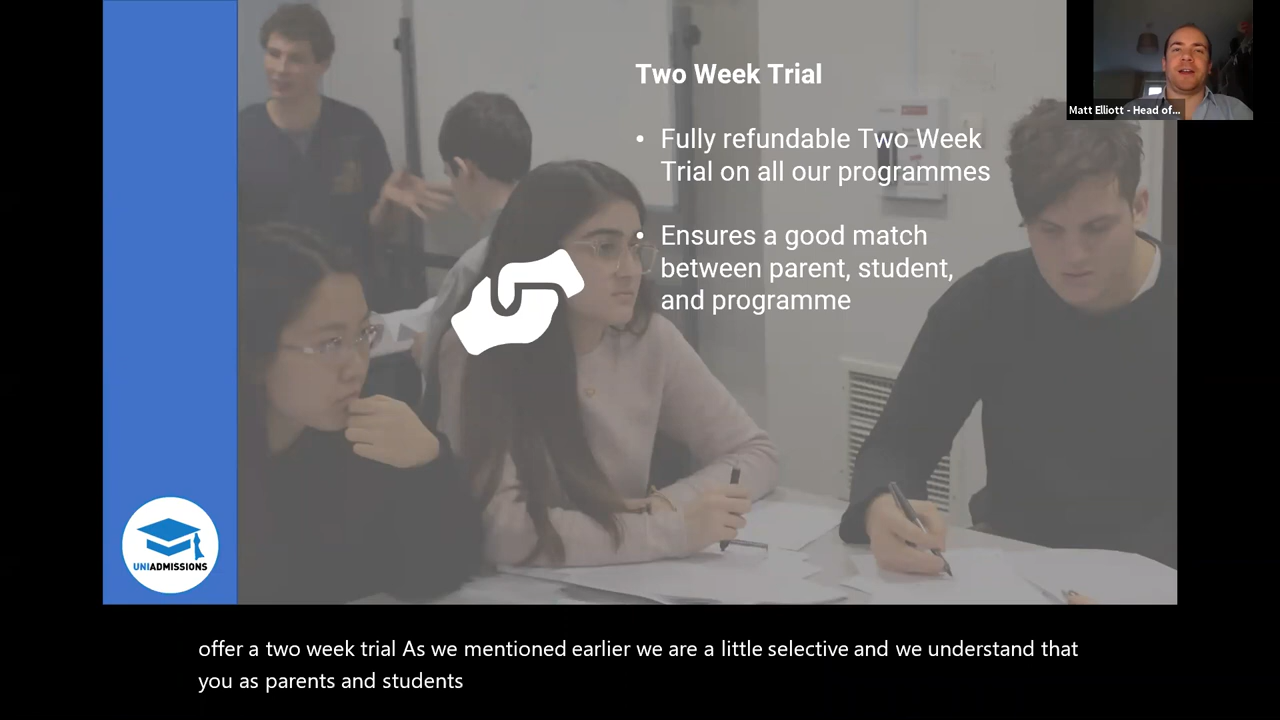 Two Week Trial
Matt Elliott - Head of...
• Fully refundable Two Week
Trial on all our programmes
• Ensures a good match
between parent, student,
and programme
UNIADMISSIONS
offer a two week trial As we mentioned earlier we are a little selective and we understand that
you as parents and students